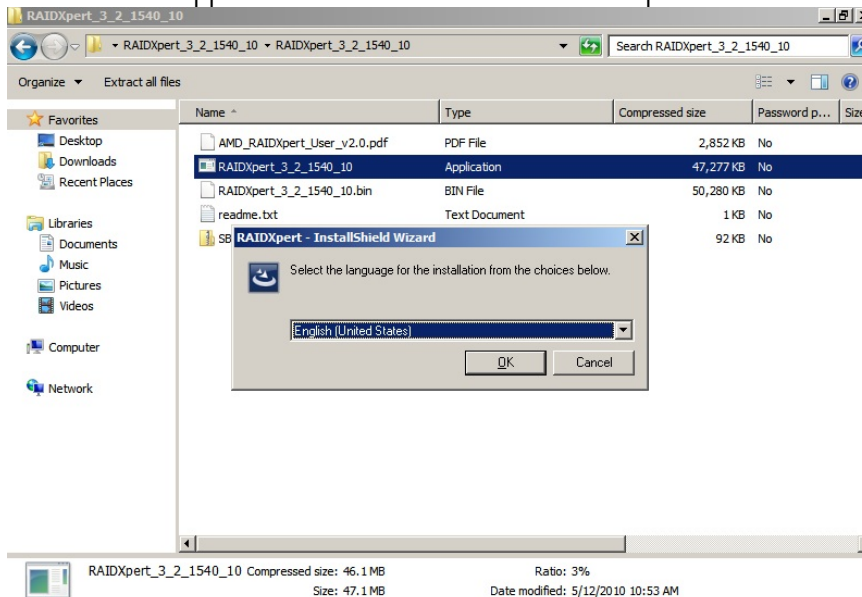 RAIDXpert_3_2_1540_10
RAIDXpert_3_2_1540_10 RAIDXpert_3_2_1540_10 Search RAIDXpert_3_2_1540_10
Organize Extract all files
Favorites
Desktop
Downloads
Recent Places
Libraries
Documents
Music
Pictures
Videos
Computer
Network
Name Type Compressed size Password p... Size
AMD_RAIDXpert_User_v2.0.pdf PDF File 2,852 KB No
RAIDXpert_3_2_1540_10 Application 47,277 KB No
RAIDXpert_3_2_1540_10.bin BIN File 50,280 KB No
readme.txt Text Document 1 KB No
SB 92 KB No
RAIDXpert - InstallShield Wizard
Select the language for the installation from the choices below.
English (United States)
OK Cancel
RAIDXpert_3_2_1540_10 Compressed size: 46.1 MB Ratio: 3%
Size: 47.1 MB Date modified: 5/12/2010 10:53 AM